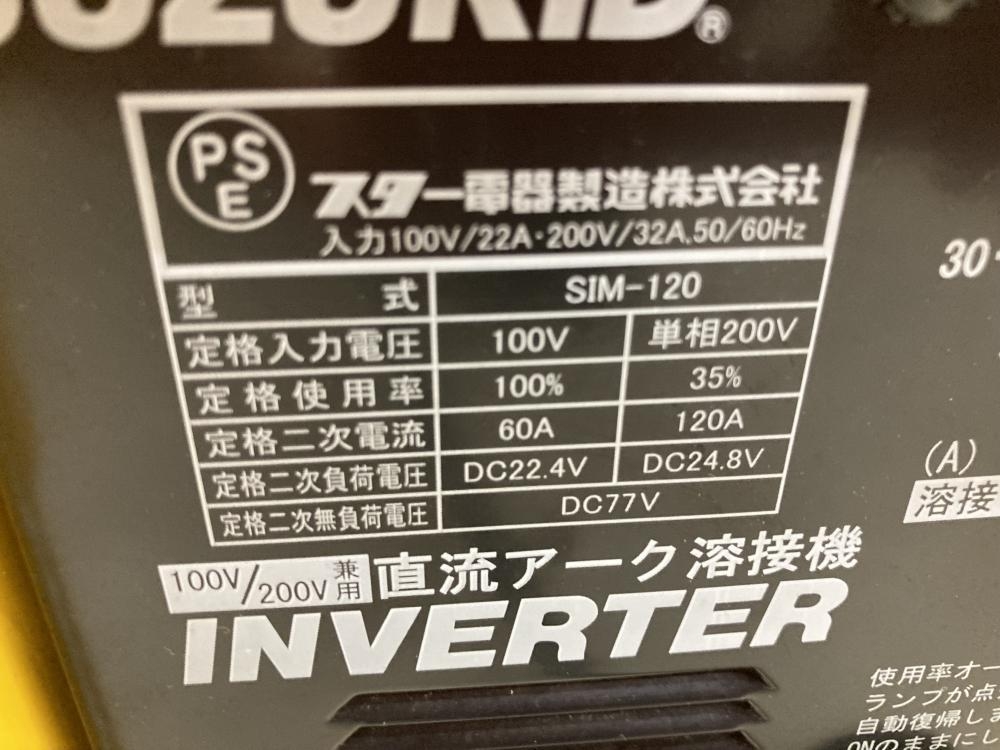 PS
E
スター電器製造株式会社
入力100V/22A・200V/32A,50/60Hz
型 式 SIM-120
定格入力電圧 100V 単相200V
定格使用率 100% 35%
定格二次電流 60A 120A
定格二次負荷電圧 DC22.4V DC24.8V
定格二次無負荷電圧 DC77V
100V/200V 兼用 直流アーク溶接機
INVERTER
30
(A)
溶接
使用率オー
ランプが点
自動復帰しま
ONのままにし